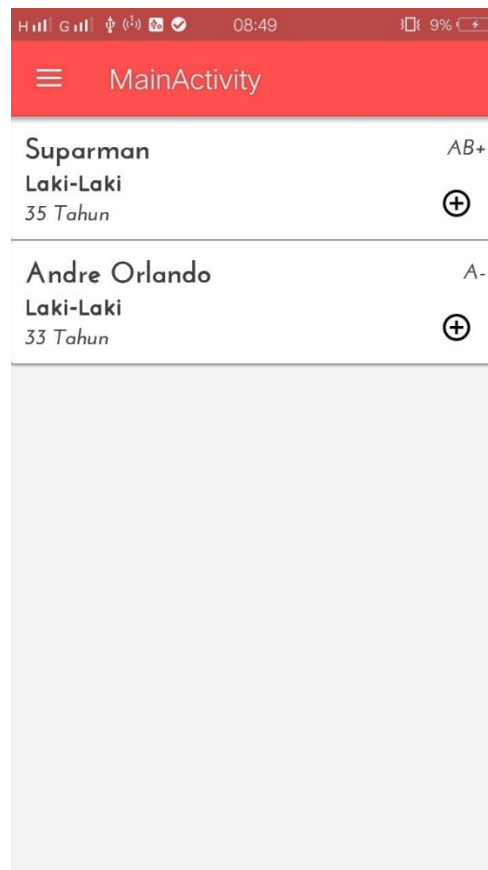 H G 08:49 9%
MainActivity
Suparman AB+
Laki-Laki
35 Tahun
Andre Orlando A-
Laki-Laki
33 Tahun